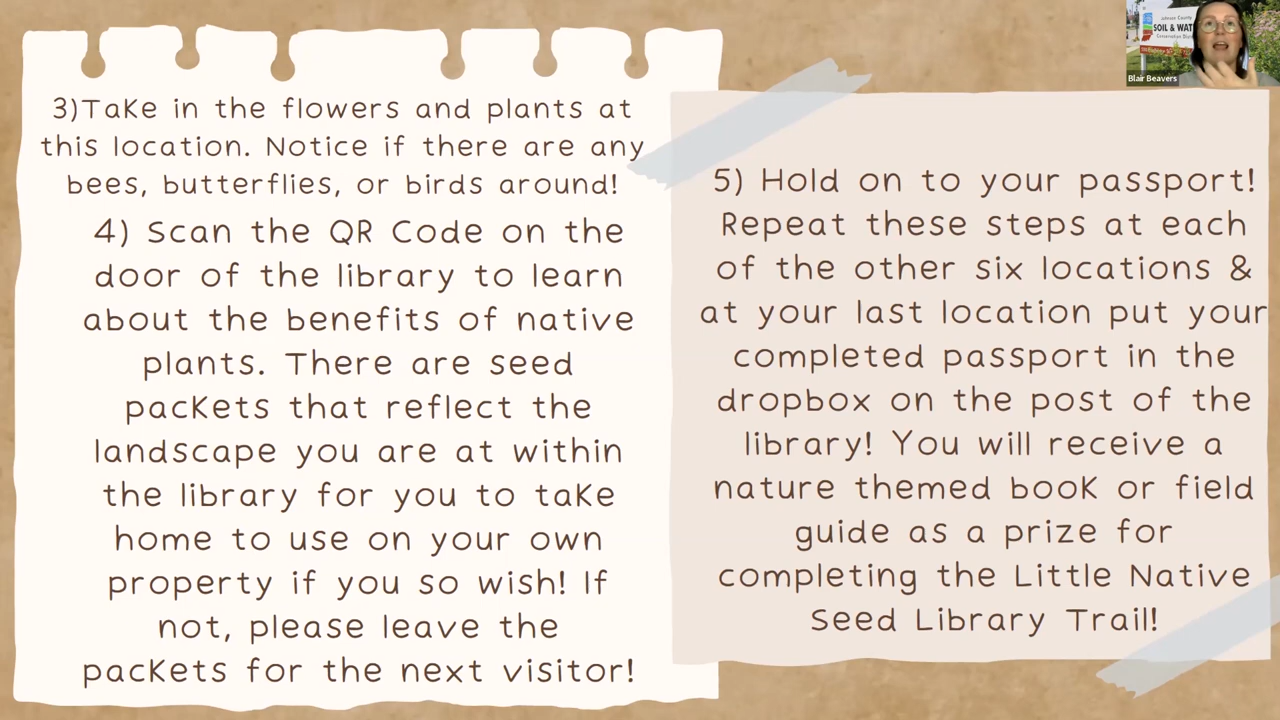 3)Take in the flowers and plants at
this location. Notice if there are any
bees, butterflies, or birds around!
4) Scan the QR Code on the
door of the library to learn
about the benefits of native
plants. There are seed
packets that reflect the
landscape you are at within
the library for you to take
home to use on your own
property if you so wish! If
not, please leave the
packets for the next visitor!
5) Hold on to your passport!
Repeat these steps at each
of the other six locations &
at your last location put your
completed passport in the
dropbox on the post of the
library! You will receive a
nature themed book or field
guide as a prize for
completing the Little Native
Seed Library Trail!
Johnson County
SOIL & WAT
Conservation Distri
Blair Beavers